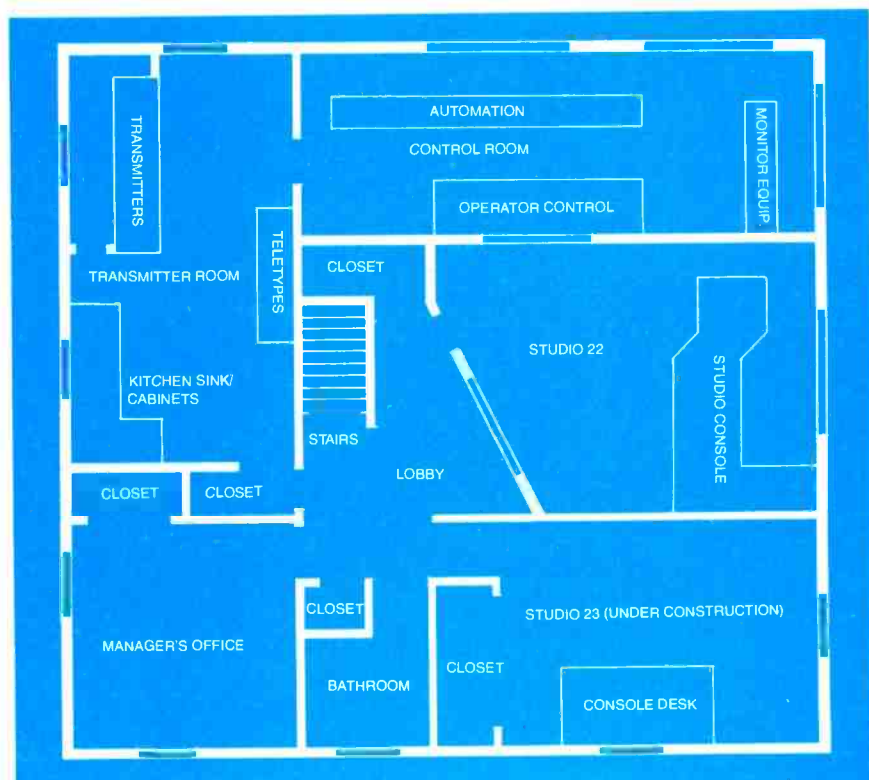 AUTOMATION
CONTROL ROOM
TRANSMITTERS
MONITOR EQUIP.
OPERATOR CONTROL
TELETYPES
CLOSET
TRANSMITTER ROOM
STUDIO 22
STUDIO CONSOLE
KITCHEN SINK/
CABINETS
STAIRS
LOBBY
CLOSET
CLOSET
CLOSET
STUDIO 23 (UNDER CONSTRUCTION)
MANAGER'S OFFICE
CLOSET
BATHROOM
CONSOLE DESK